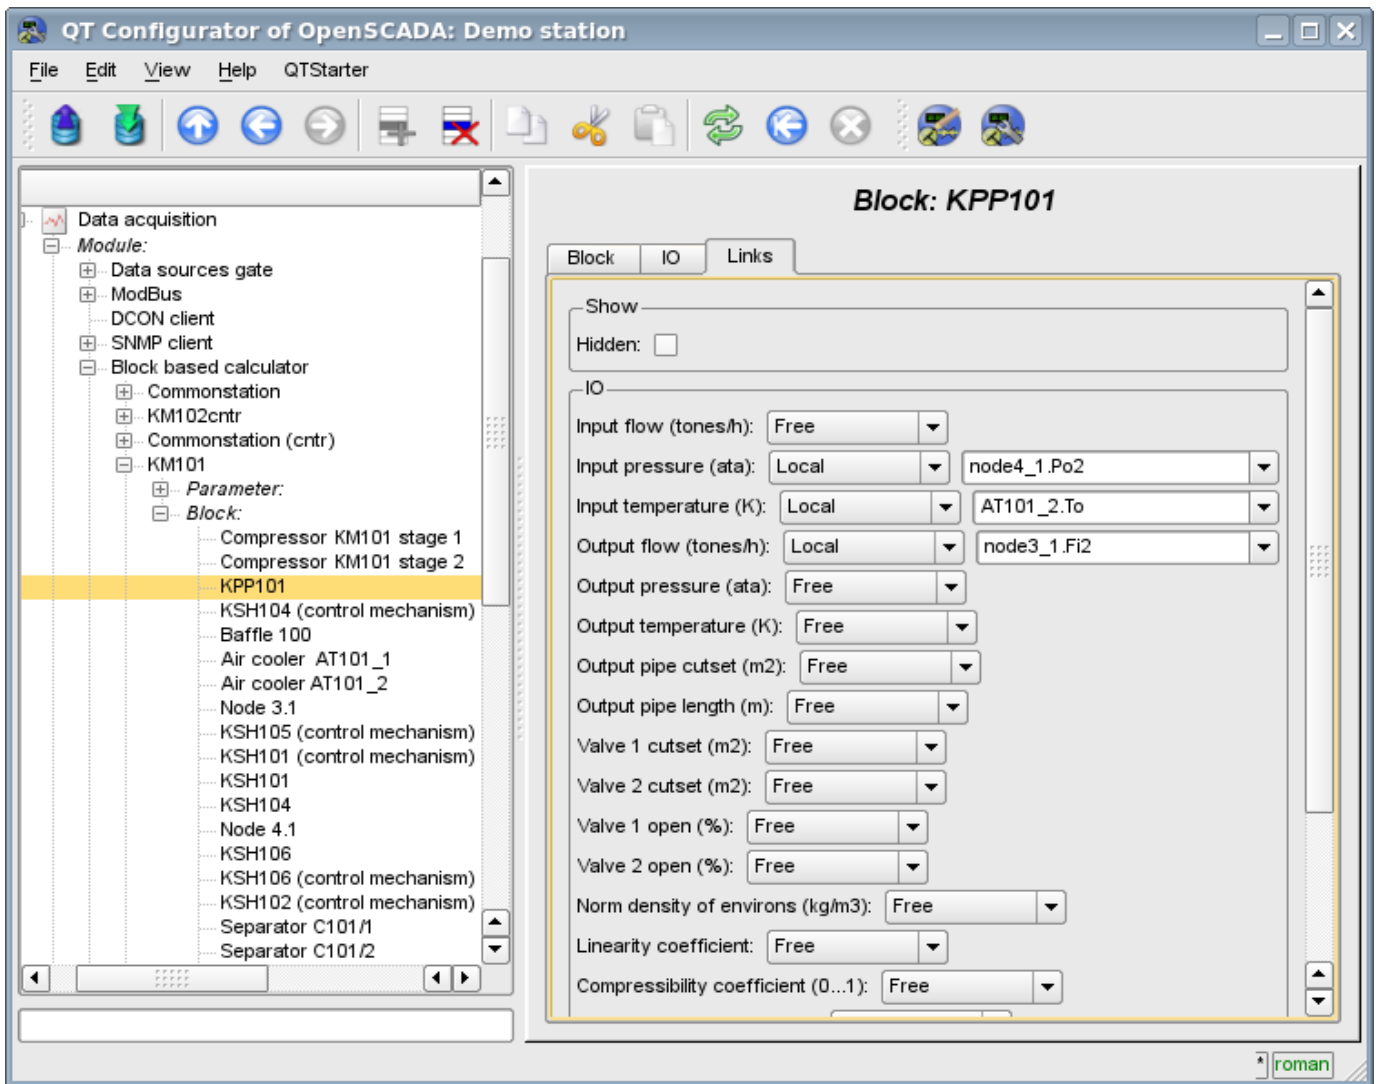 QT Configurator of OpenSCADA: Demo station
File Edit View Help QTStarter
Data acquisition
Module:
Data sources gate
ModBus
DCON client
SNMP client
Block based calculator
Commonstation
KM102cntr
Commonstation (cntr)
KM101
Parameter:
Block:
Compressor KM101 stage 1
Compressor KM101 stage 2
KPP101
KSH104 (control mechanism)
Baffle 100
Air cooler AT101_1
Air cooler AT101_2
Node 3.1
KSH105 (control mechanism)
KSH101 (control mechanism)
KSH101
KSH104
Node 4.1
KSH106
KSH106 (control mechanism)
KSH102 (control mechanism)
Separator C101/1
Separator C101/2
Block: KPP101
Block IO Links
Show
Hidden:
IO
Input flow (tones/h): Free
Input pressure (ata): Local node4_1.Po2
Input temperature (K): Local AT101_2.To
Output flow (tones/h): Local node3_1.Fi2
Output pressure (ata): Free
Output temperature (K): Free
Output pipe cutset (m2): Free
Output pipe length (m): Free
Valve 1 cutset (m2): Free
Valve 2 cutset (m2): Free
Valve 1 open (%): Free
Valve 2 open (%): Free
Norm density of environs (kg/m3): Free
Linearity coefficient: Free
Compressibility coefficient (0...1): Free
* roman